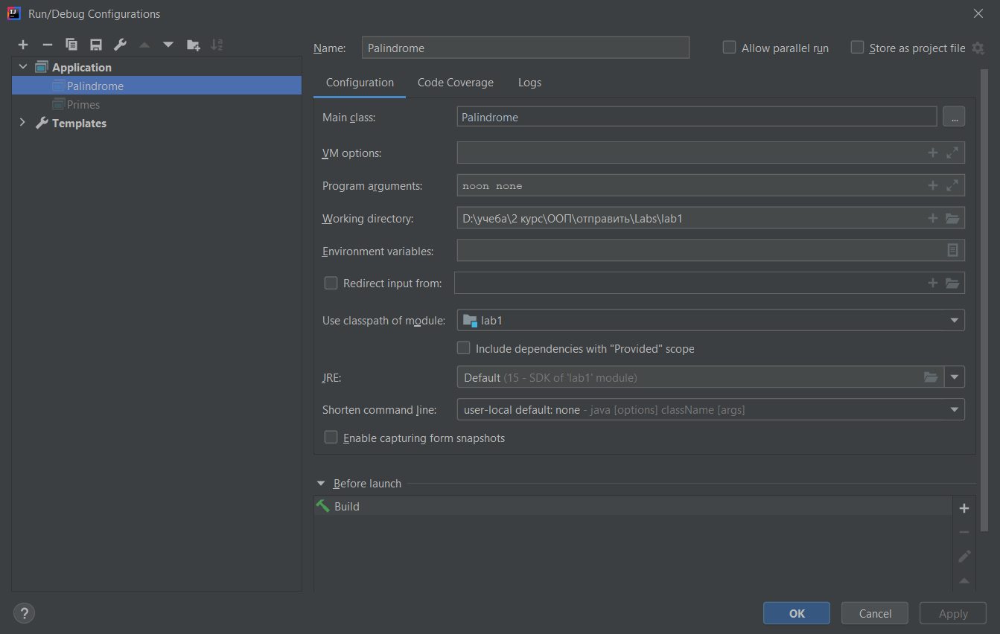 Run/Debug Configurations
Application
Palindrome
Primes
Templates
Name: Palindrome Allow parallel run Store as project file
Configuration Code Coverage Logs
Main class: Palindrome ...
VM options:
Program arguments: noon none
Working directory: D:\учеба\2 курс\ООП\отправить\Labs\lab1
Environment variables:
Redirect input from:
Use classpath of module: lab1
Include dependencies with "Provided" scope
JRE: Default (15 - SDK of 'lab1' module)
Shorten command line: user-local default: none - java [options] className [args]
Enable capturing form snapshots
Before launch
Build
? OK Cancel Apply